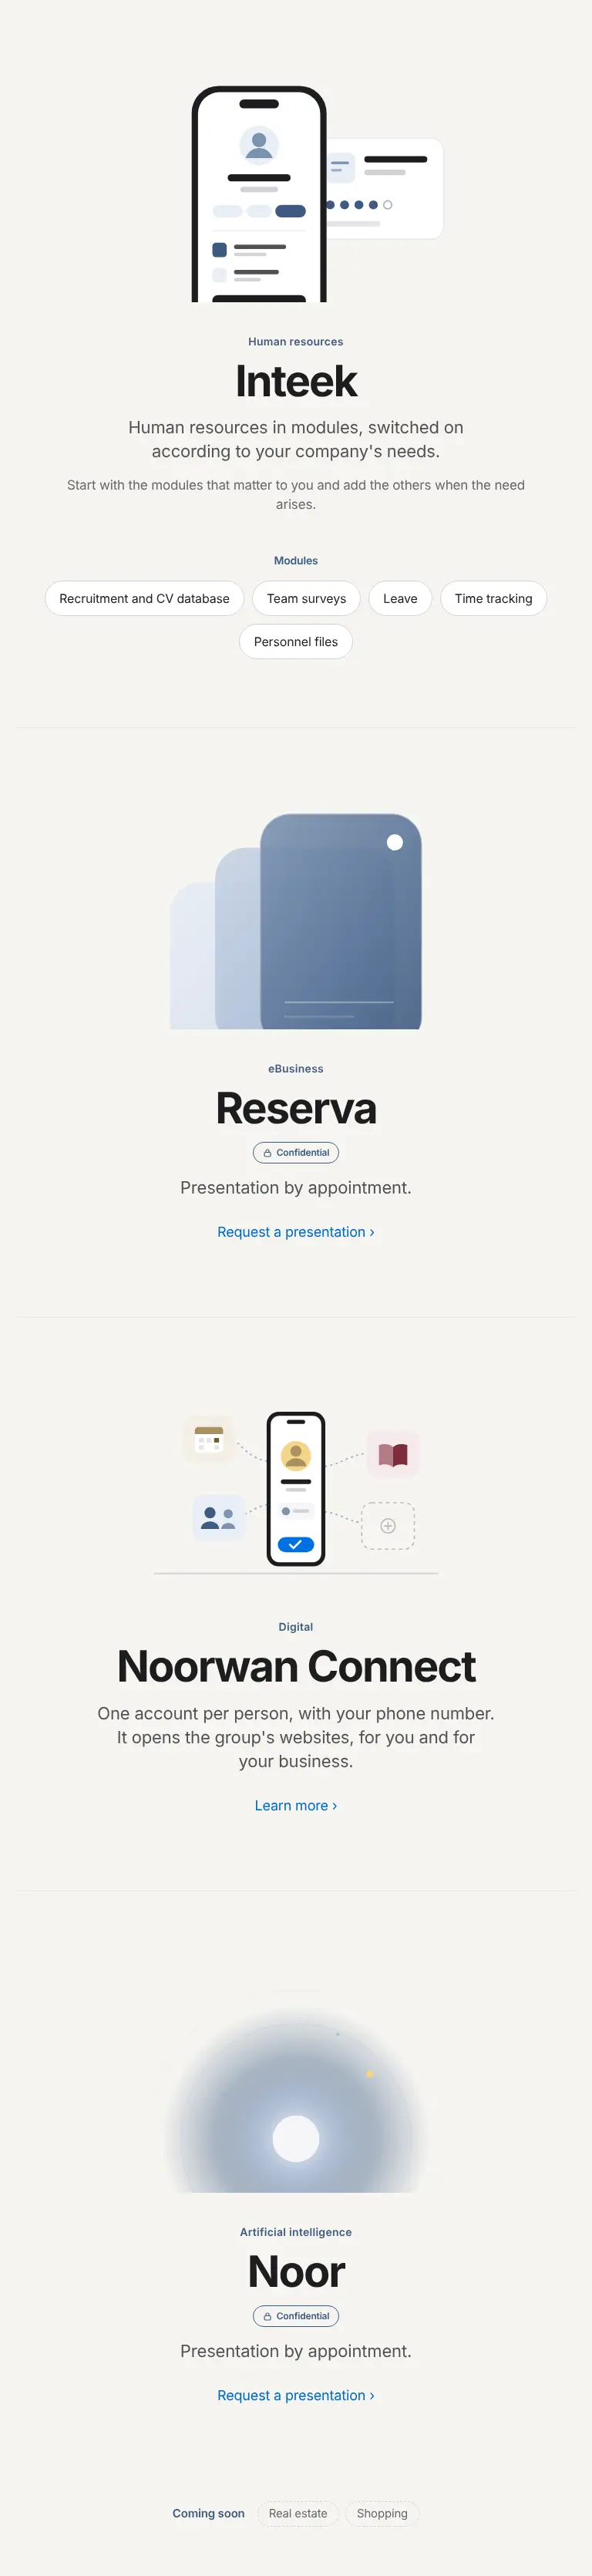 Human resources
Inteek
Human resources in modules, switched on
according to your company's needs.
Start with the modules that matter to you and add the others when the need
arises.
Modules
Recruitment and CV database
Team surveys
Leave
Time tracking
Personnel files
eBusiness
Reserva
Confidential
Presentation by appointment.
Request a presentation ›
Digital
Noorwan Connect
One account per person, with your phone number.
It opens the group's websites, for you and for
your business.
Learn more ›
Artificial intelligence
Noor
Confidential
Presentation by appointment.
Request a presentation ›
Coming soon
Real estate
Shopping